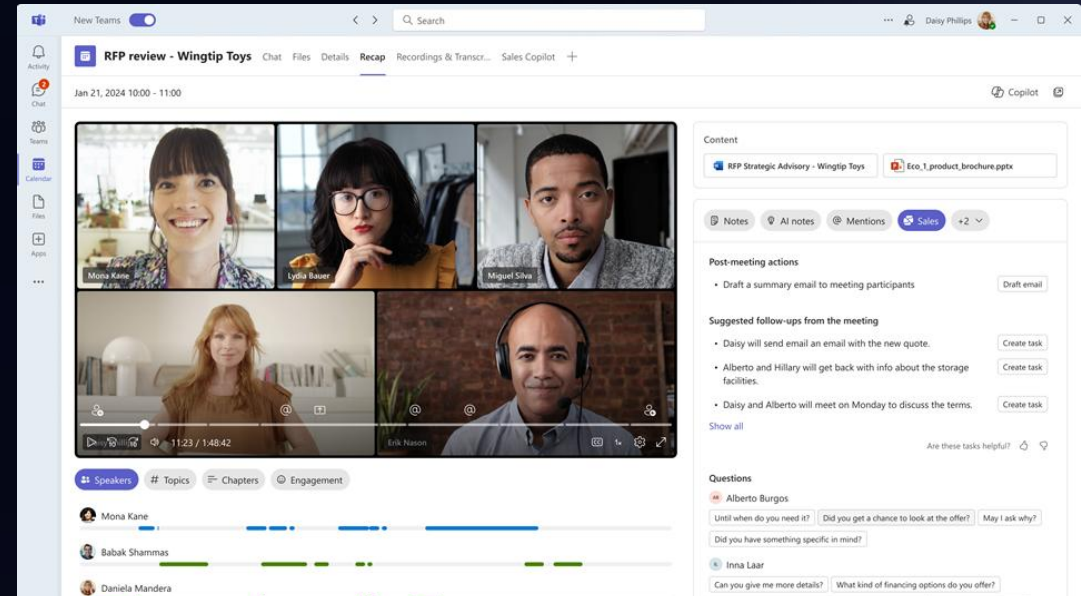 New Teams
Search
Daisy Phillips
Activity
2
Chat
Teams
Calendar
Files
Apps
RFP review - Wingtip Toys
Chat
Files
Details
Recap
Recordings & Transcr...
Sales Copilot
Jan 21, 2024 10:00 - 11:00
Copilot
Mona Kane
Lydia Bauer
Miguel Silva
Erik Nason
11:23 / 1:48:42
CC
1x
Speakers
# Topics
Chapters
Engagement
Mona Kane
Babak Shammas
Daniela Mandera
Content
RFP Strategic Advisory - Wingtip Toys
Eco_1_product_brochure.pptx
Notes
AI notes
Mentions
Sales
+2
Post-meeting actions
• Draft a summary email to meeting participants
Draft email
Suggested follow-ups from the meeting
• Daisy will send email an email with the new quote.
Create task
• Alberto and Hillary will get back with info about the storage
facilities.
Create task
• Daisy and Alberto will meet on Monday to discuss the terms.
Create task
Show all
Are these tasks helpful?
Questions
Alberto Burgos
Until when do you need it?
Did you get a chance to look at the offer?
May I ask why?
Did you have something specific in mind?
Inna Laar
Can you give me more details?
What kind of financing options do you offer?